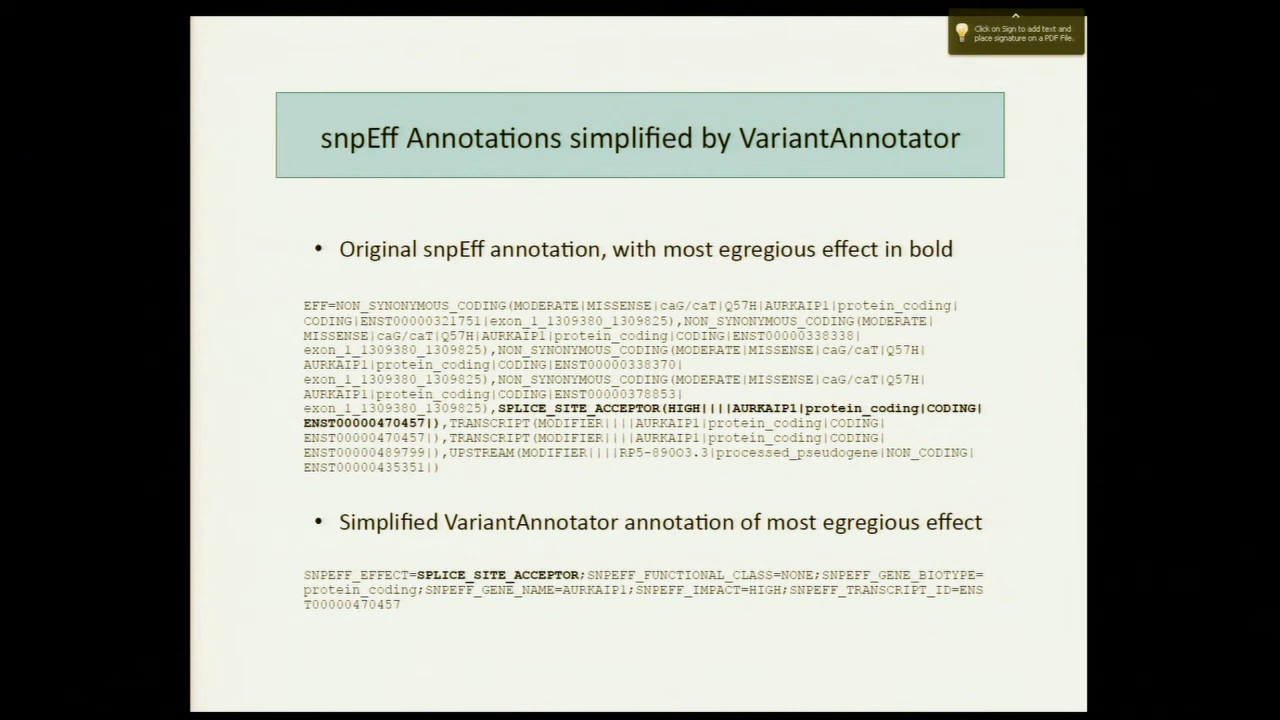 Click on Sign to add text and
place signature on a PDF File.
snpEff Annotations simplified by VariantAnnotator
• Original snpEff annotation, with most egregious effect in bold
EFF=NON_SYNONYMOUS_CODING(MODERATE|MISSENSE|caG/caT|Q57H|AURKAIP1|protein_coding|
CODING|ENST00000321751|exon_1_1309380_1309825),NON_SYNONYMOUS_CODING(MODERATE|
MISSENSE|caG/caT|Q57H|AURKAIP1|protein_coding|CODING|ENST00000338338|
exon_1_1309380_1309825),NON_SYNONYMOUS_CODING(MODERATE|MISSENSE|caG/caT|Q57H|
AURKAIP1|protein_coding|CODING|ENST00000338370|
exon_1_1309380_1309825),NON_SYNONYMOUS_CODING(MODERATE|MISSENSE|caG/caT|Q57H|
AURKAIP1|protein_coding|CODING|ENST00000378853|
exon_1_1309380_1309825),SPLICE_SITE_ACCEPTOR(HIGH||||AURKAIP1|protein_coding|CODING|
ENST00000470457|),TRANSCRIPT(MODIFIER||||AURKAIP1|protein_coding|CODING|
ENST00000470457|),TRANSCRIPT(MODIFIER||||AURKAIP1|protein_coding|CODING|
ENST00000489799|),UPSTREAM(MODIFIER||||RP5-890O3.3|processed_pseudogene|NON_CODING|
ENST00000435351|)
• Simplified VariantAnnotator annotation of most egregious effect
SNPEFF_EFFECT=SPLICE_SITE_ACCEPTOR;SNPEFF_FUNCTIONAL_CLASS=NONE;SNPEFF_GENE_BIOTYPE=
protein_coding;SNPEFF_GENE_NAME=AURKAIP1;SNPEFF_IMPACT=HIGH;SNPEFF_TRANSCRIPT_ID=ENS
T00000470457